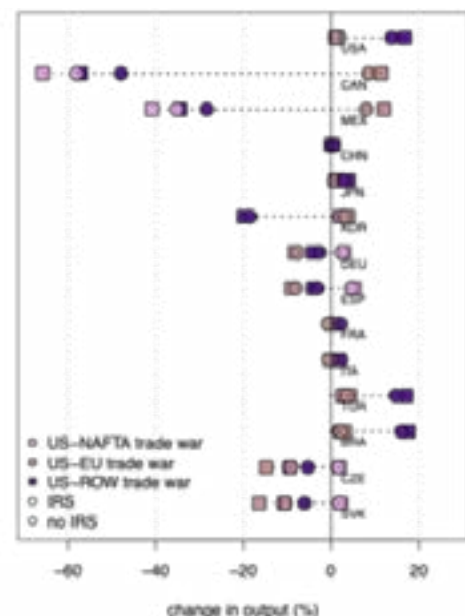 USA
CAN
MEX
CHN
JPN
KOR
DEU
ESP
FRA
ITA
TUR
BRA
CZE
SVK
US-NAFTA trade war
US-EU trade war
US-ROW trade war
IRS
no IRS
-60 -40 -20 0 20
change in output (%)